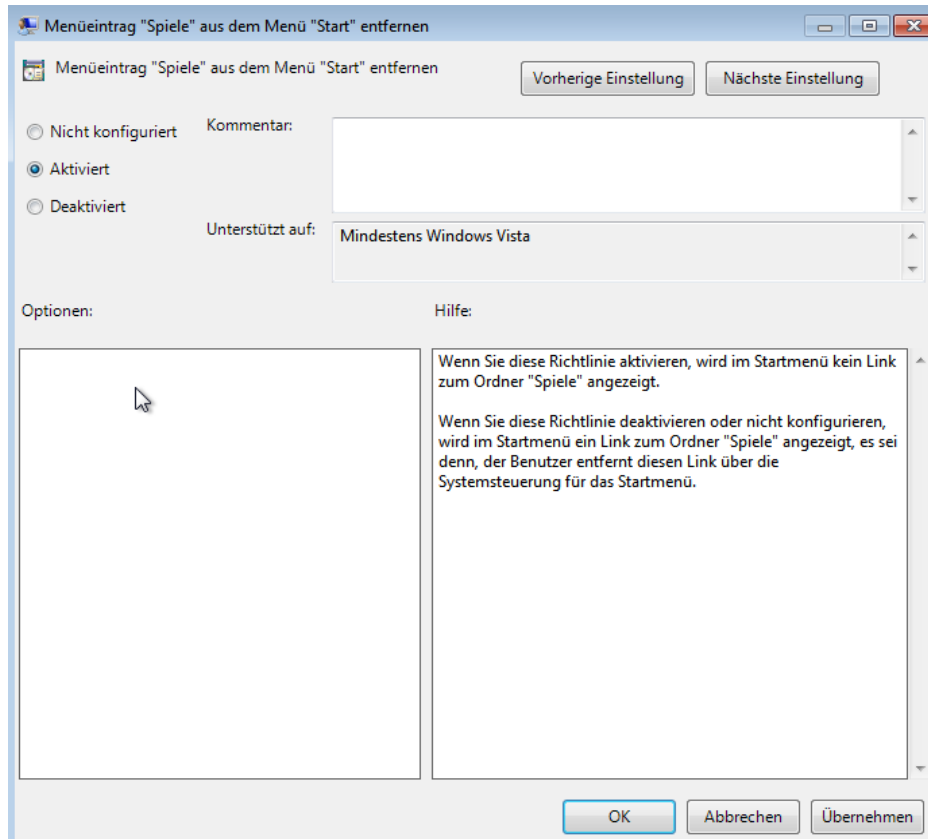 Menüeintrag "Spiele" aus dem Menü "Start" entfernen
Menüeintrag "Spiele" aus dem Menü "Start" entfernen
Vorherige Einstellung
Nächste Einstellung
Nicht konfiguriert
Aktiviert
Deaktiviert
Kommentar:
Unterstützt auf:
Mindestens Windows Vista
Optionen:
Hilfe:
Wenn Sie diese Richtlinie aktivieren, wird im Startmenü kein Link
zum Ordner "Spiele" angezeigt.
Wenn Sie diese Richtlinie deaktivieren oder nicht konfigurieren,
wird im Startmenü ein Link zum Ordner "Spiele" angezeigt, es sei
denn, der Benutzer entfernt diesen Link über die
Systemsteuerung für das Startmenü.
OK
Abbrechen
Übernehmen